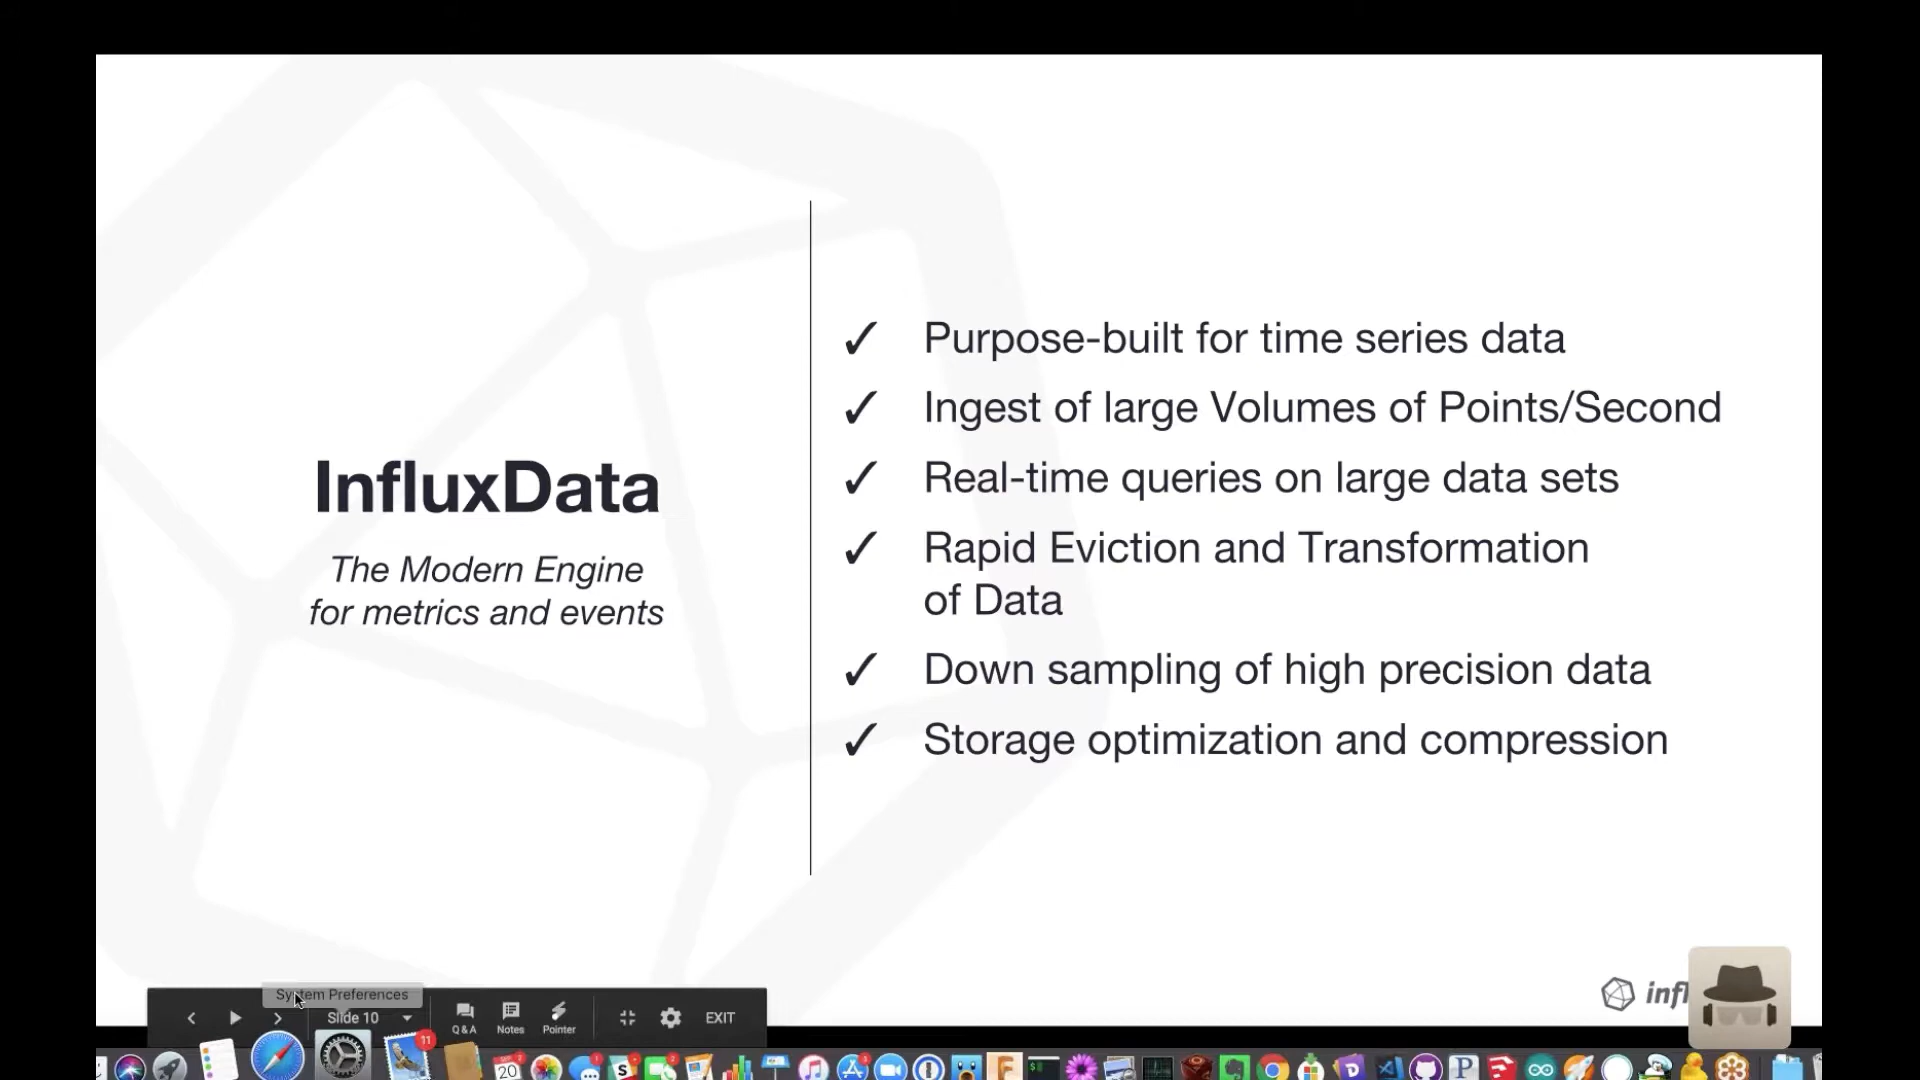 InfluxData
The Modern Engine
for metrics and events
✓ Purpose-built for time series data
✓ Ingest of large Volumes of Points/Second
✓ Real-time queries on large data sets
✓ Rapid Eviction and Transformation
of Data
✓ Down sampling of high precision data
✓ Storage optimization and compression
infl
System Preferences
Slide 10
Q & A
Notes
Pointer
EXIT
11
20